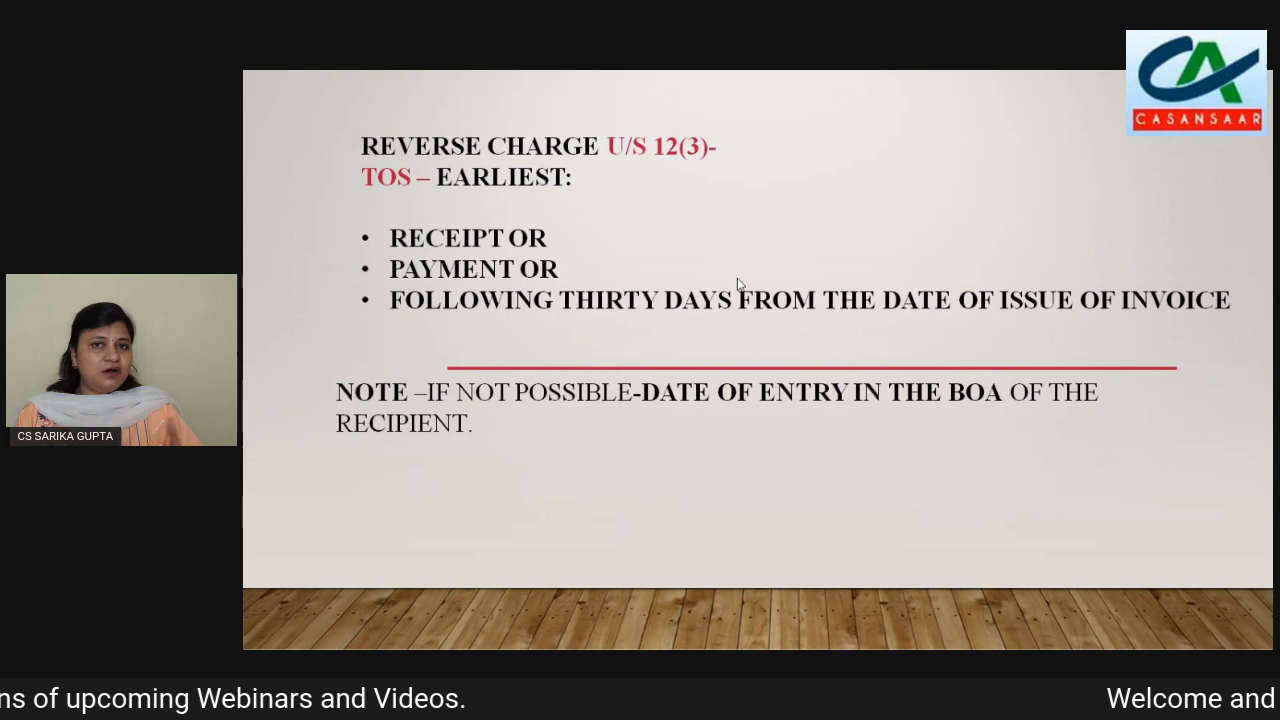 CASANSAAR
REVERSE CHARGE U/S 12(3)-
TOS – EARLIEST:
• RECEIPT OR
• PAYMENT OR
• FOLLOWING THIRTY DAYS FROM THE DATE OF ISSUE OF INVOICE
NOTE –IF NOT POSSIBLE-DATE OF ENTRY IN THE BOA OF THE
RECIPIENT.
CS SARIKA GUPTA
ns of upcoming Webinars and Videos.
Welcome and